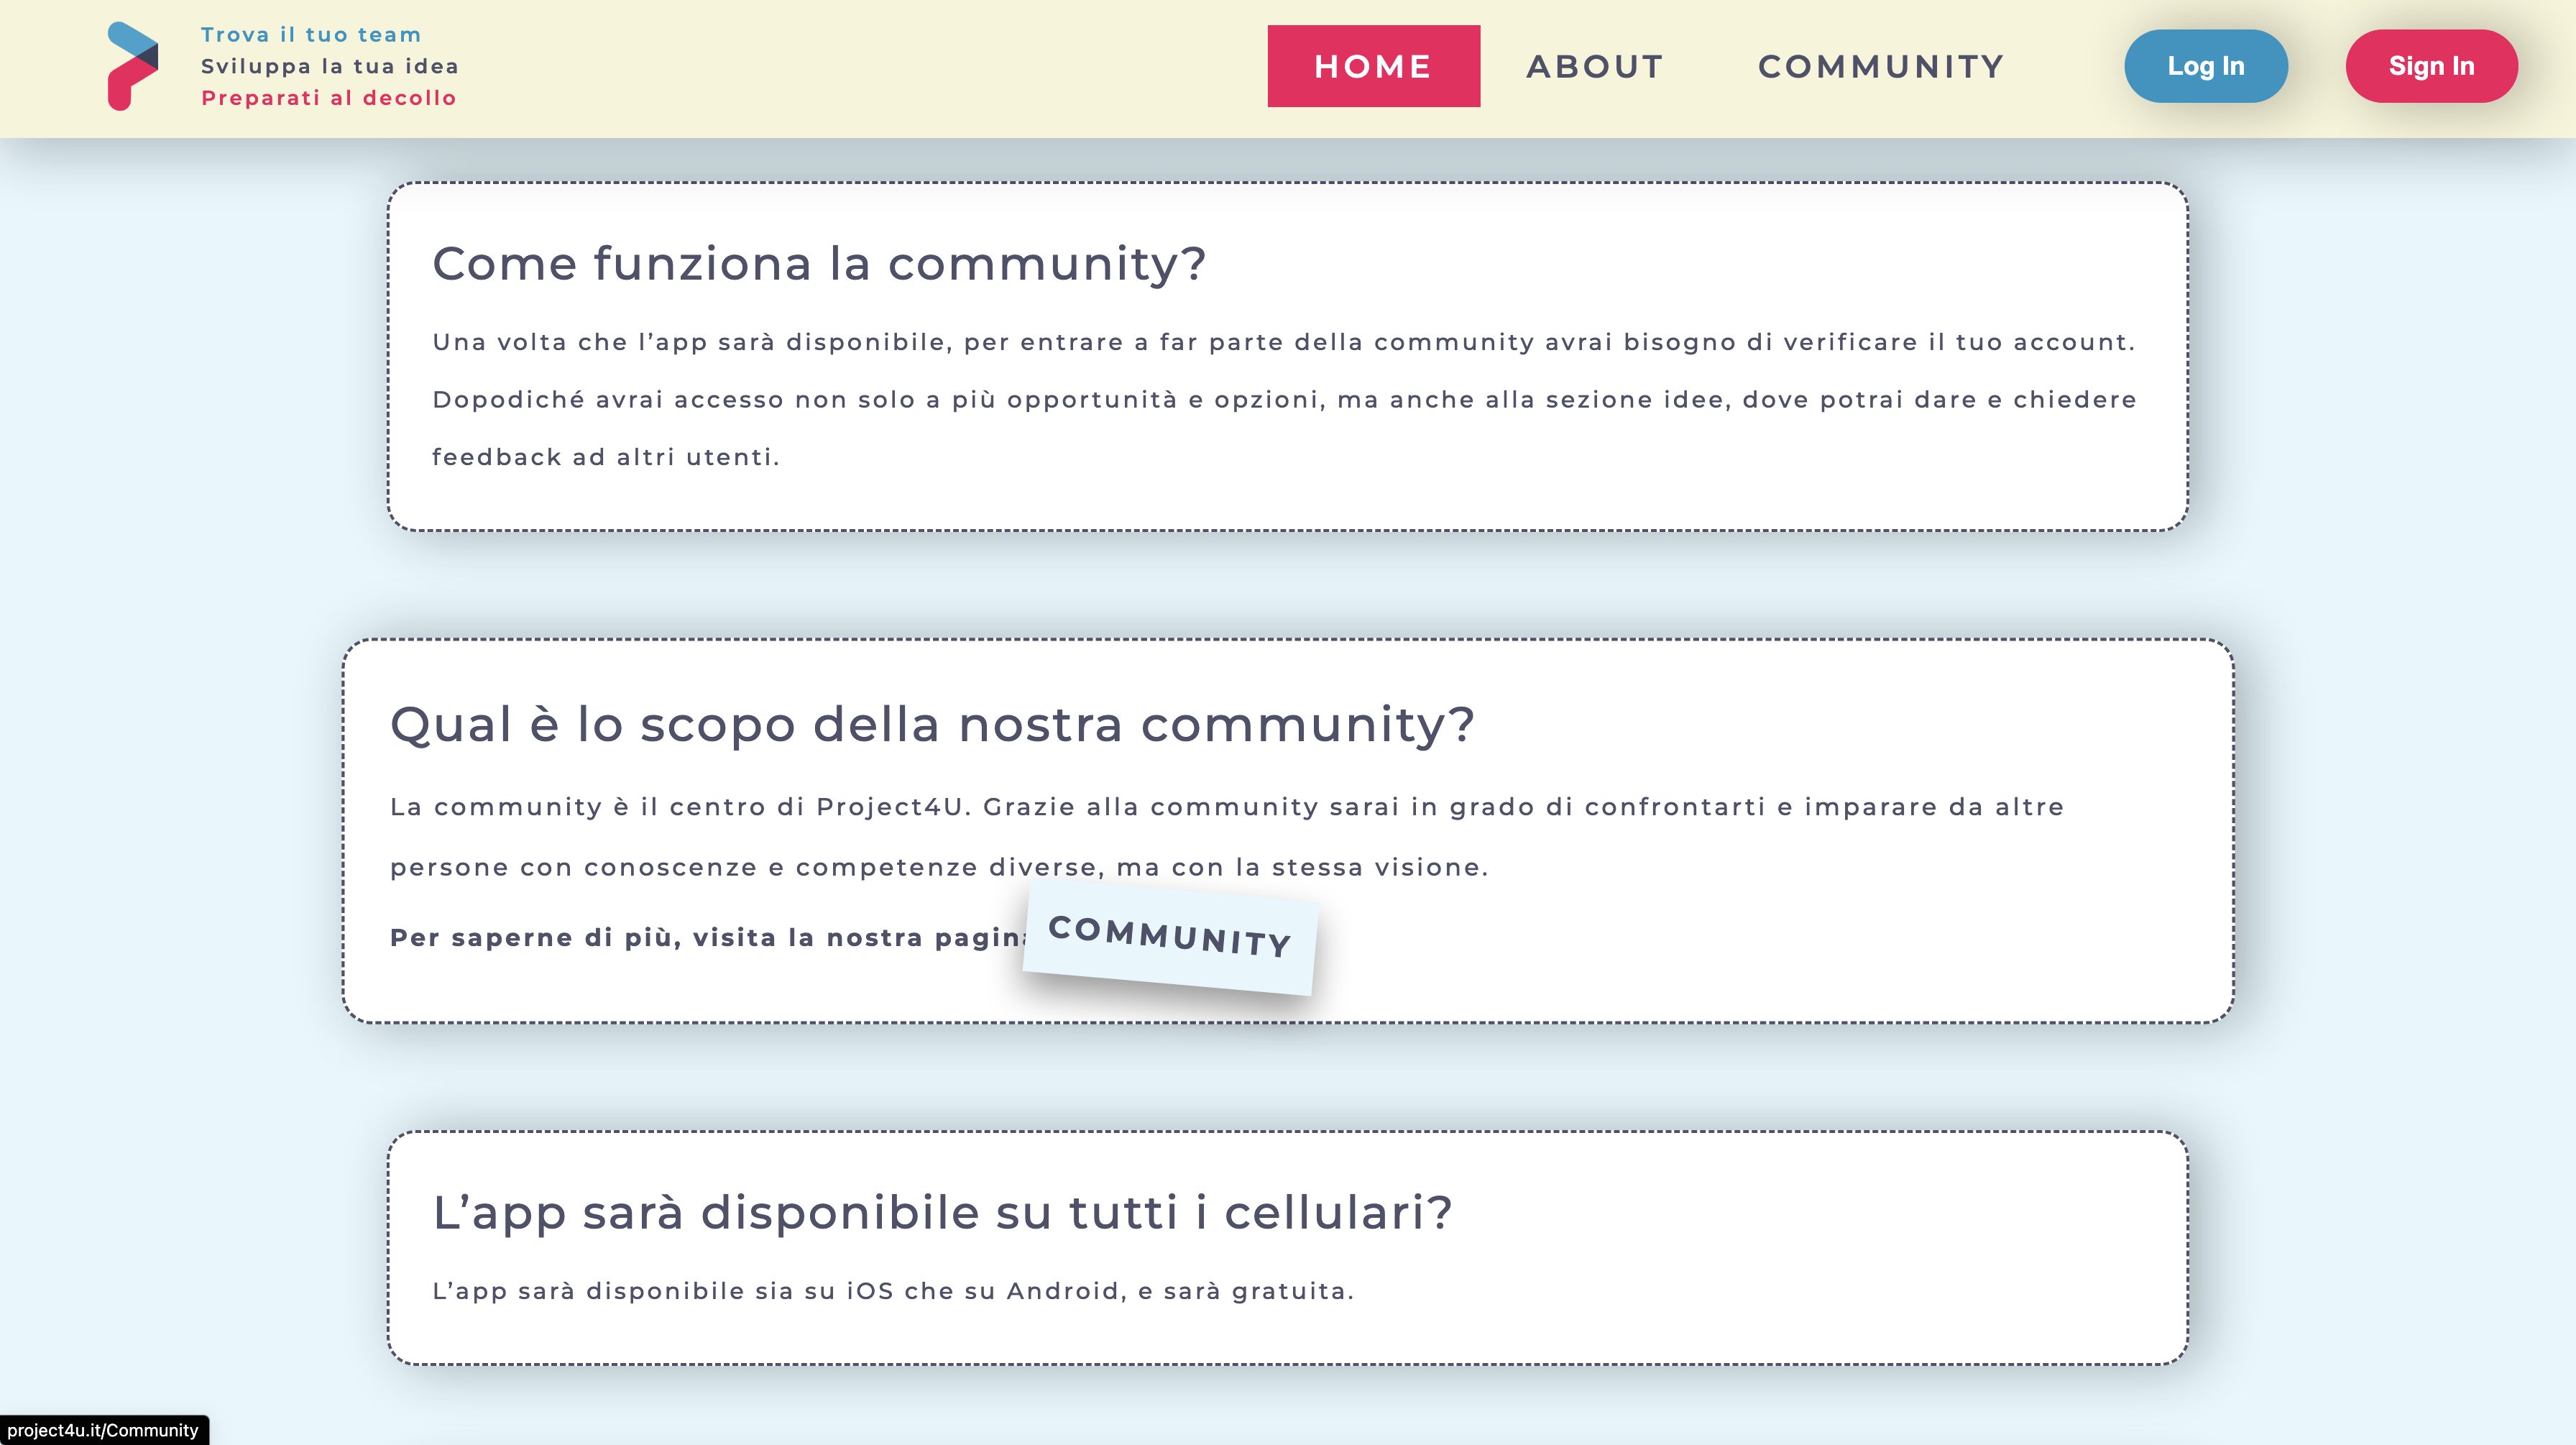 Trova il tuo team
Sviluppa la tua idea
Preparati al decollo
HOME
ABOUT
COMMUNITY
Log In
Sign In
Come funziona la community?
Una volta che l’app sarà disponibile, per entrare a far parte della community avrai bisogno di verificare il tuo account.
Dopodiché avrai accesso non solo a più opportunità e opzioni, ma anche alla sezione idee, dove potrai dare e chiedere
feedback ad altri utenti.
Qual è lo scopo della nostra community?
La community è il centro di Project4U. Grazie alla community sarai in grado di confrontarti e imparare da altre
persone con conoscenze e competenze diverse, ma con la stessa visione.
Per saperne di più, visita la nostra pagina COMMUNITY
L’app sarà disponibile su tutti i cellulari?
L’app sarà disponibile sia su iOS che su Android, e sarà gratuita.
project4u.it/Community